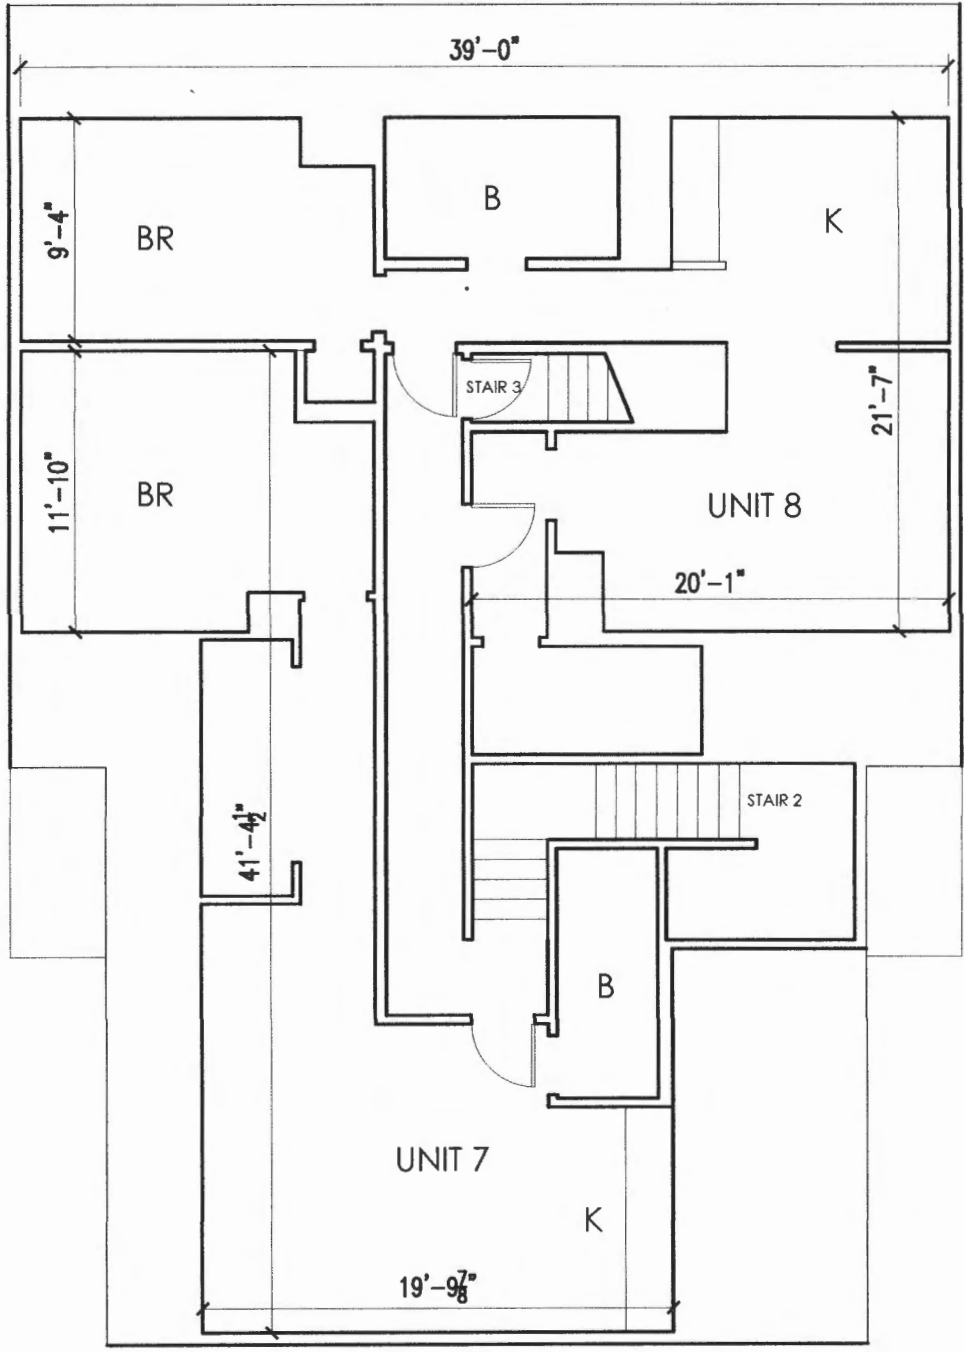 39'-0"
B
K
BR
9'-4"
STAIR 3
21'-7"
BR
11'-10"
UNIT 8
20'-1"
STAIR 2
41'-4½"
B
UNIT 7
K
19'-9⅞"